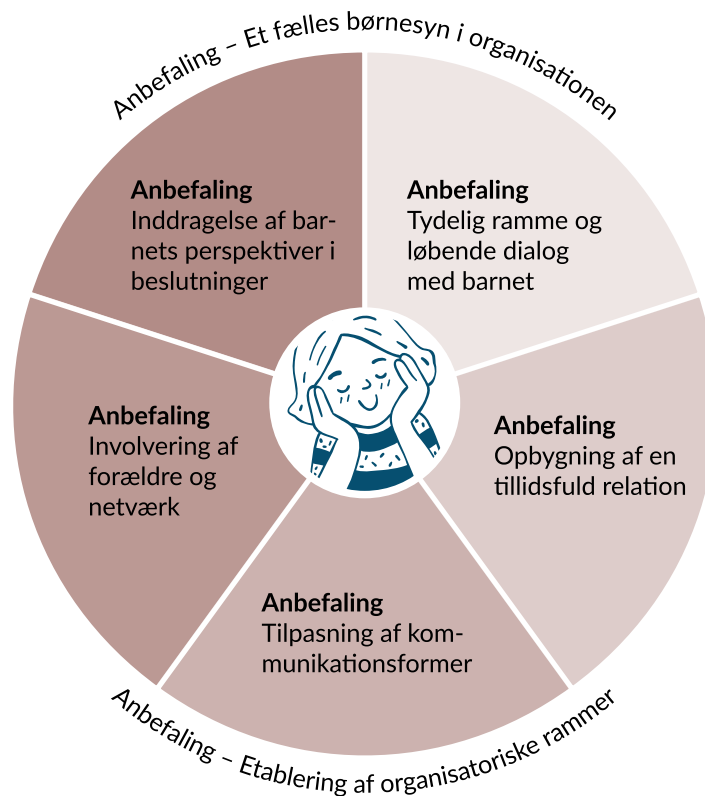 Anbefaling – Et fælles børnesyn i organisationen
Anbefaling
Inddragelse af bar-
nets perspektiver i
beslutninger
Anbefaling
Tydelig ramme og
løbende dialog
med barnet
Anbefaling
Involvering af
forældre og
netværk
Anbefaling
Opbygning af en
tillidsfuld relation
Anbefaling
Tilpasning af kom-
munikationsformer
Anbefaling – Etablering af organisatoriske rammer